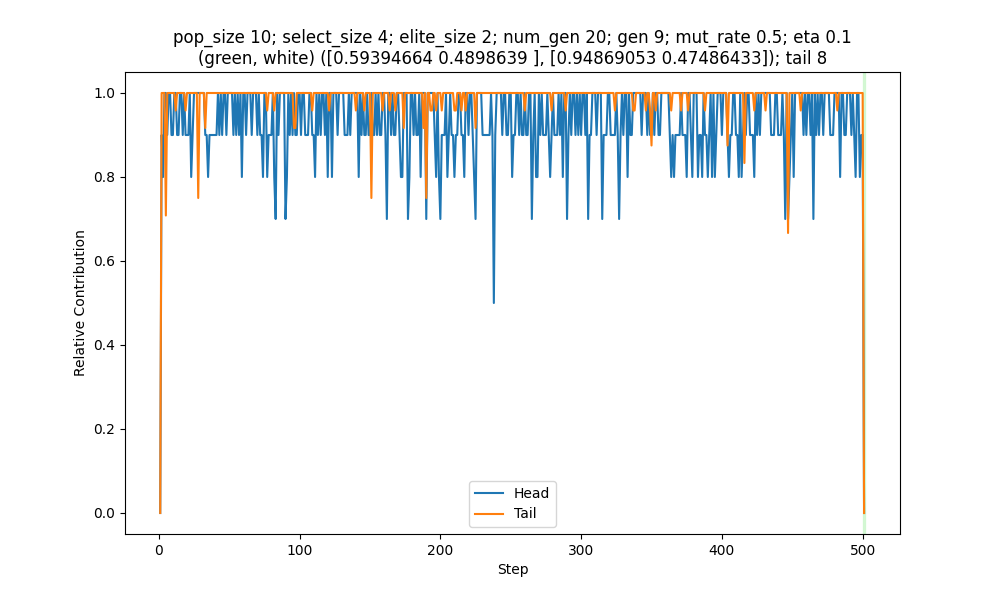 pop_size 10; select_size 4; elite_size 2; num_gen 20; gen 9; mut_rate 0.5; eta 0.1
(green, white) ([0.59394664 0.4898639 ], [0.94869053 0.47486433]); tail 8
1.0
0.8
0.6
0.4
0.2
0.0
Relative Contribution
Head
Tail
0
100
200
300
400
500
Step